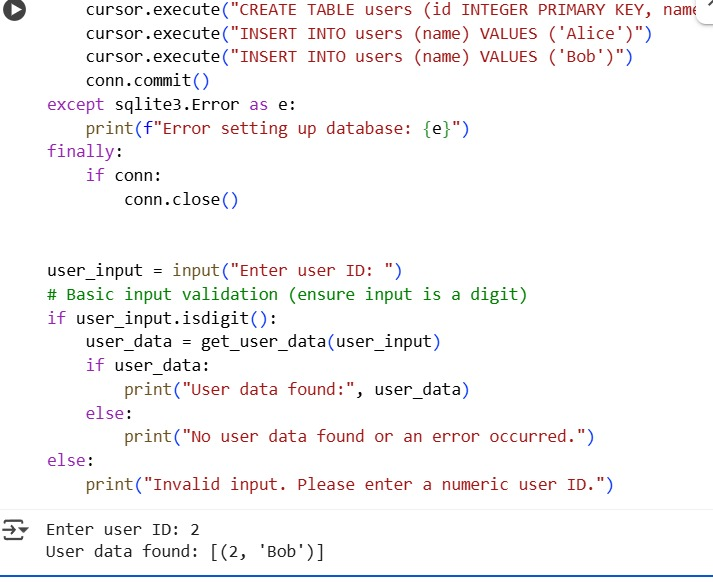 cursor.execute("CREATE TABLE users (id INTEGER PRIMARY KEY, name
cursor.execute("INSERT INTO users (name) VALUES ('Alice')")
cursor.execute("INSERT INTO users (name) VALUES ('Bob')")
conn.commit()
except sqlite3.Error as e:
print(f"Error setting up database: {e}")
finally:
if conn:
conn.close()
user_input = input("Enter user ID: ")
# Basic input validation (ensure input is a digit)
if user_input.isdigit():
user_data = get_user_data(user_input)
if user_data:
print("User data found:", user_data)
else:
print("No user data found or an error occurred.")
else:
print("Invalid input. Please enter a numeric user ID.")
Enter user ID: 2
User data found: [(2, 'Bob')]